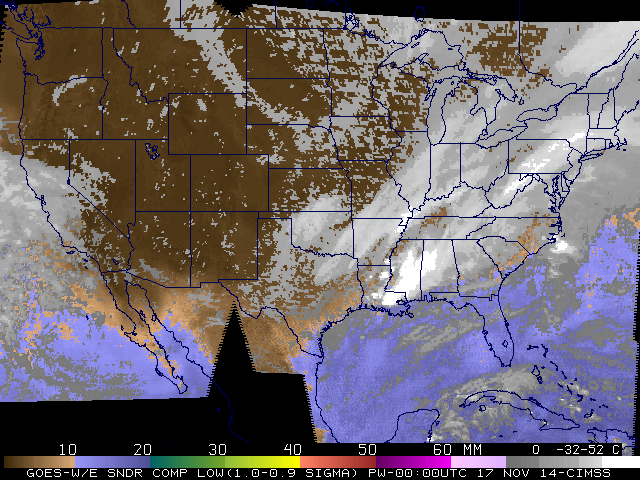 10 20 30 40 50 60 MM 0 -32-52 C
GOES-W/E SNDR COMP LOW(1.0-0.9 SIGMA) PW-00:00UTC 17 NOV 14-CIMSS